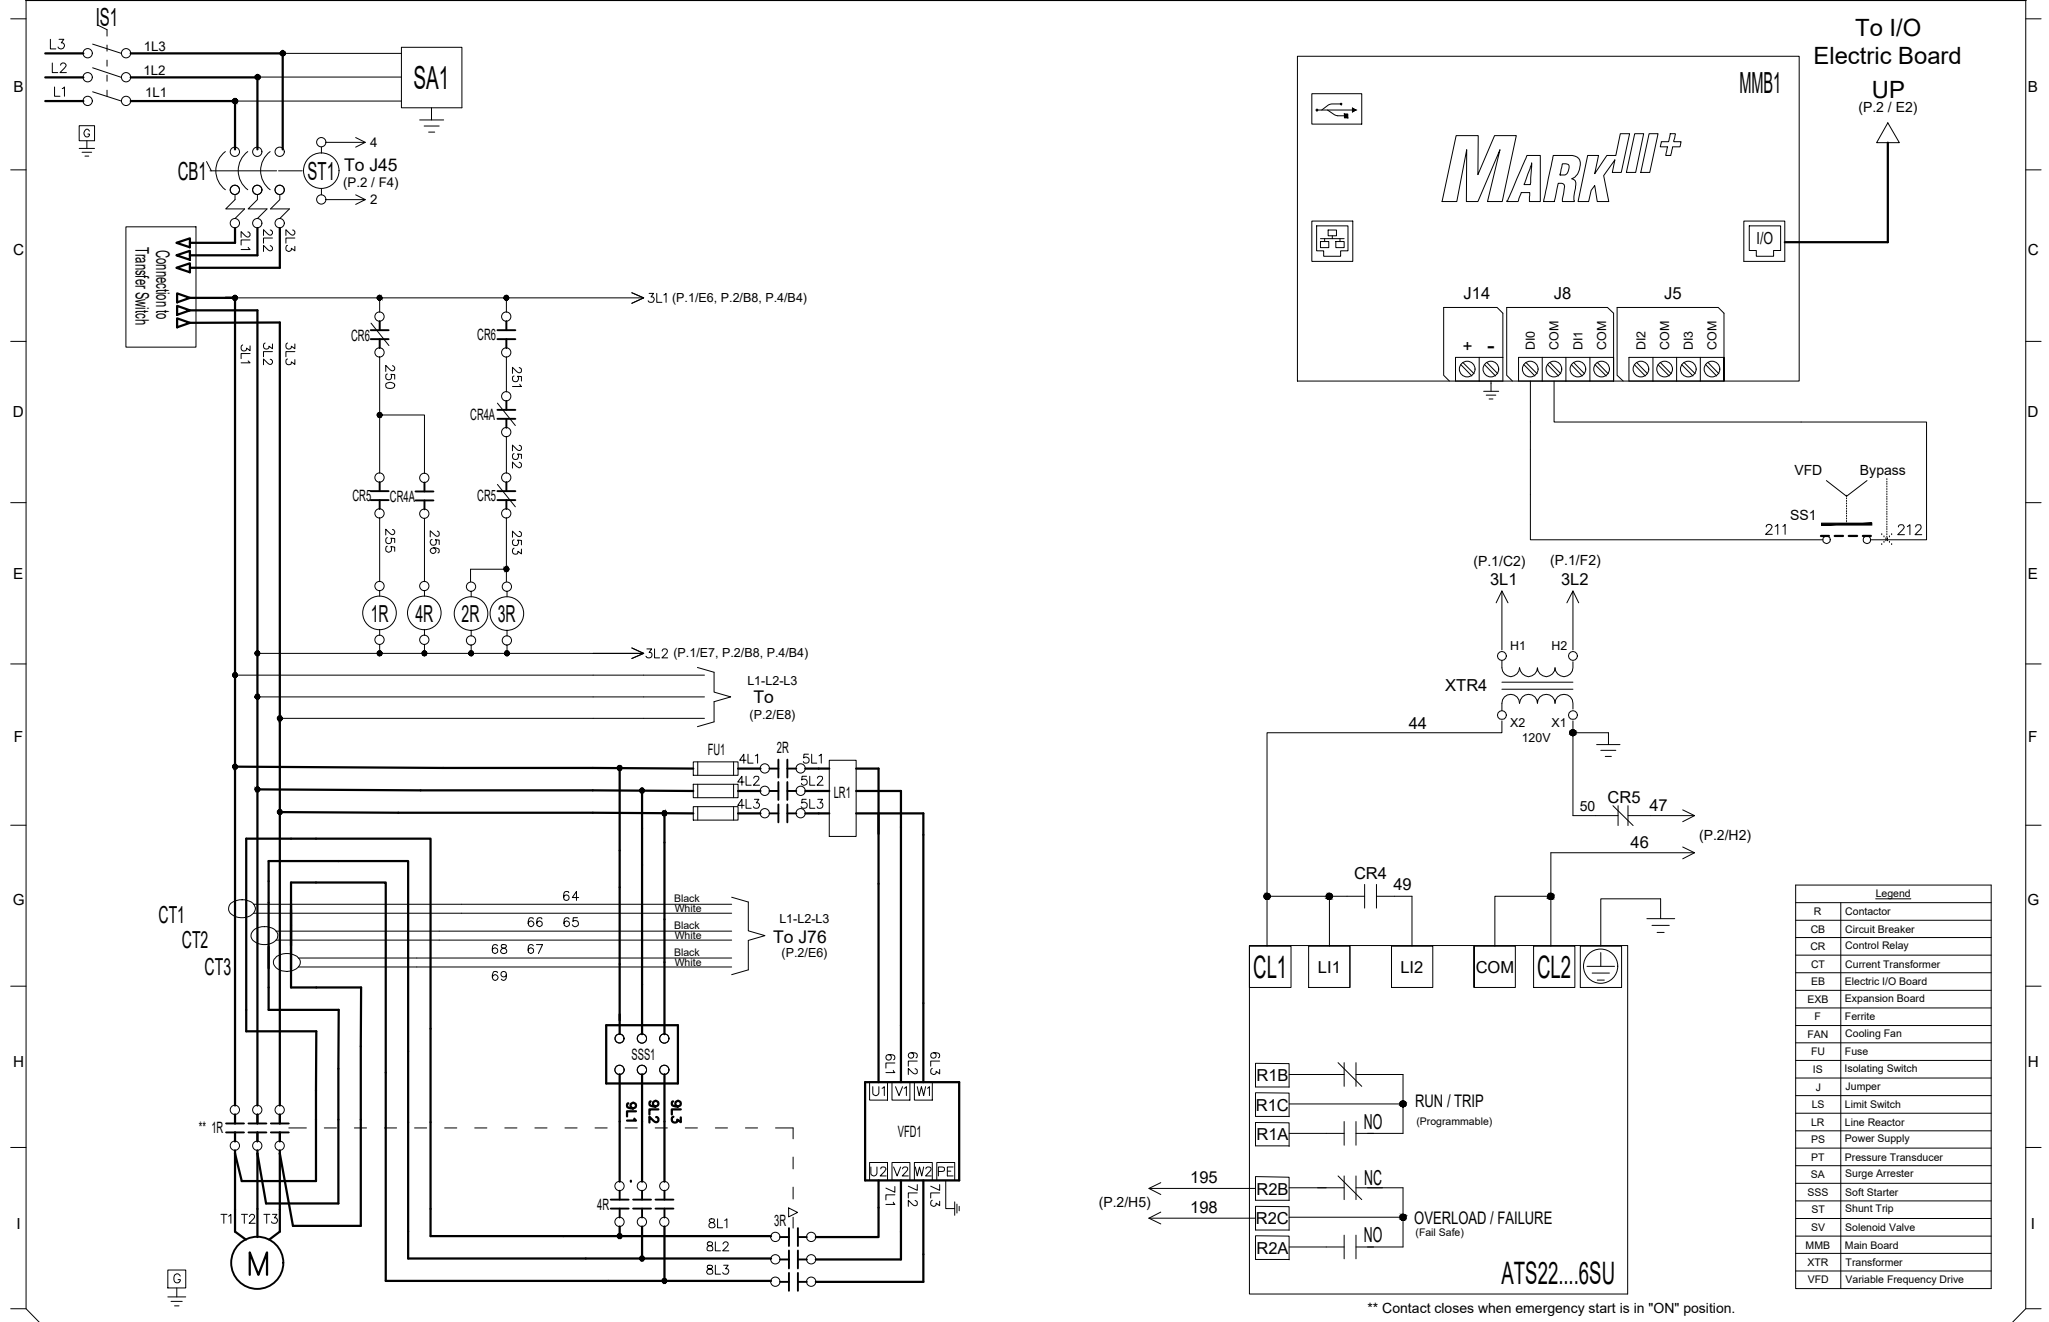 IS1
L3
1L3
L2
1L2
L1
1L1
SA1
G
CB1
ST1
4
To J45
(P.2 / F4)
2
2L1
2L2
2L3
Connection to
Transfer Switch
3L1 (P.1/E6, P.2/B8, P.4/B4)
3L1
3L2
3L3
CR6
CR6
250
251
CR4A
252
CR5
CR4A
CR5
255
256
253
1R
4R
2R
3R
3L2 (P.1/E7, P.2/B8, P.4/B4)
L1-L2-L3
To
(P.2/E8)
FU1
2R
4L1
5L1
4L2
5L2
4L3
5L3
LR1
CT1
CT2
CT3
64
Black
White
66 65
Black
White
68 67
Black
White
69
L1-L2-L3
To J76
(P.2/E6)
SSS1
9L1
9L2
9L3
6L1
6L2
6L3
U1
V1
W1
VFD1
U2
V2
W2
PE
7L1
7L2
7L3
** 1R
4R
3R
8L1
8L2
8L3
T1
T2
T3
M
G
To I/O
Electric Board
UP
(P.2 / E2)
MMB1
MARK III+
I/O
J14
J8
J5
+
-
DI0
COM
DI1
COM
DI2
COM
DI3
COM
VFD
Bypass
SS1
211
212
(P.1/C2)
3L1
(P.1/F2)
3L2
H1
H2
XTR4
X2
X1
120V
44
50
CR5
47
(P.2/H2)
46
CR4
49
CL1
LI1
LI2
COM
CL2
R1B
R1C
R1A
NO
RUN / TRIP
(Programmable)
195
(P.2/H5)
198
R2B
NC
R2C
R2A
NO
OVERLOAD / FAILURE
(Fail Safe)
ATS22....6SU
** Contact closes when emergency start is in "ON" position.
Legend
R Contactor
CB Circuit Breaker
CR Control Relay
CT Current Transformer
EB Electric I/O Board
EXB Expansion Board
F Ferrite
FAN Cooling Fan
FU Fuse
IS Isolating Switch
J Jumper
LS Limit Switch
LR Line Reactor
PS Power Supply
PT Pressure Transducer
SA Surge Arrester
SSS Soft Starter
ST Shunt Trip
SV Solenoid Valve
MMB Main Board
XTR Transformer
VFD Variable Frequency Drive
B
C
D
E
F
G
H
I
B
C
D
E
F
G
H
I